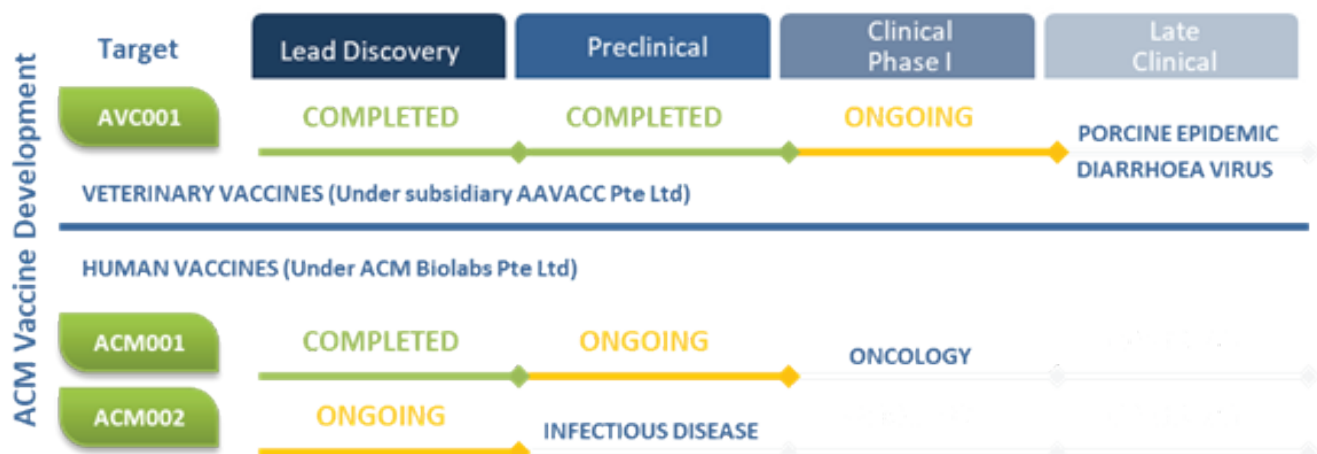 ACM Vaccine Development
Target
Lead Discovery
Preclinical
Clinical
Phase I
Late
Clinical
AVC001
COMPLETED
COMPLETED
ONGOING
PORCINE EPIDEMIC
DIARRHOEA VIRUS
VETERINARY VACCINES (Under subsidiary AAVACC Pte Ltd)
HUMAN VACCINES (Under ACM Biolabs Pte Ltd)
ACM001
COMPLETED
ONGOING
ONCOLOGY
ACM002
ONGOING
INFECTIOUS DISEASE